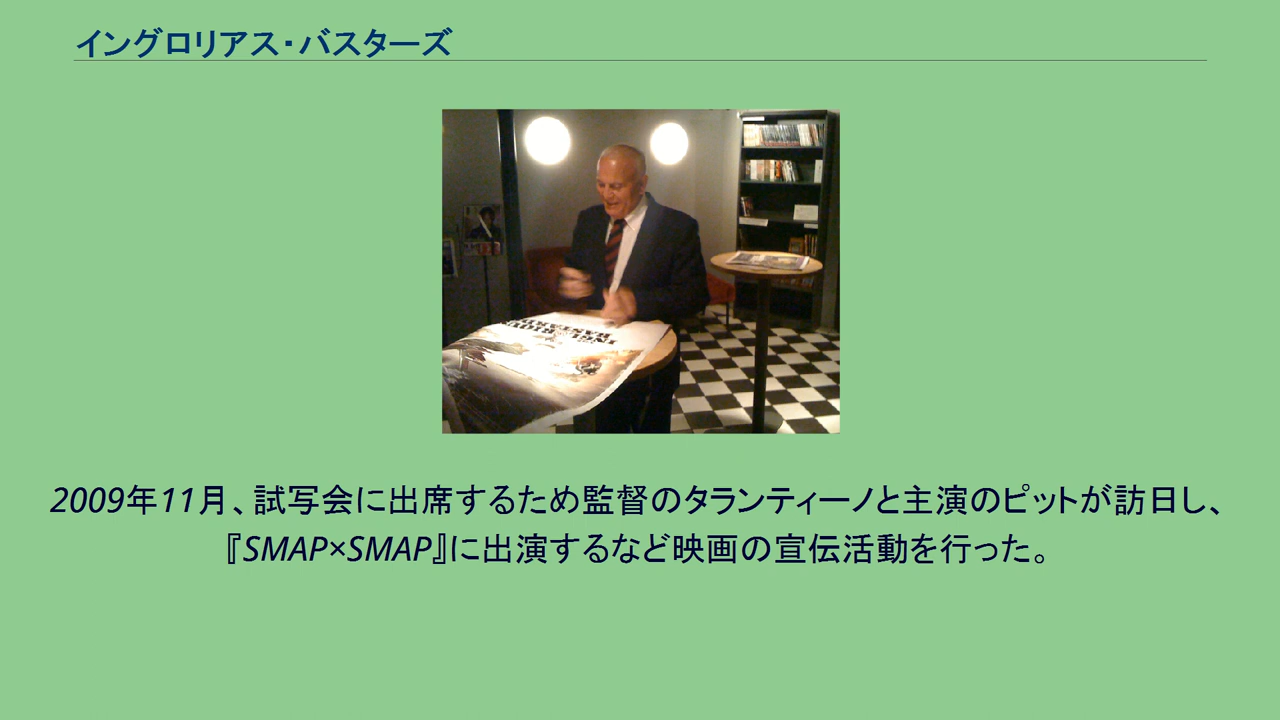 イングロリアス・バスターズ
2009年11月、試写会に出席するため監督のタランティーノと主演のピットが訪日し、
『SMAP×SMAP』に出演するなど映画の宣伝活動を行った。